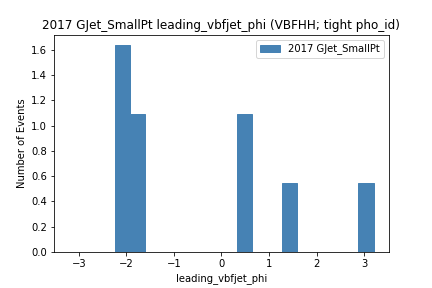 2017 GJet_SmallPt leading_vbfjet_phi (VBFHH; tight pho_id)
2017 GJet_SmallPt
Number of Events
1.6
1.4
1.2
1.0
0.8
0.6
0.4
0.2
0.0
−3 −2 −1 0 1 2 3
leading_vbfjet_phi